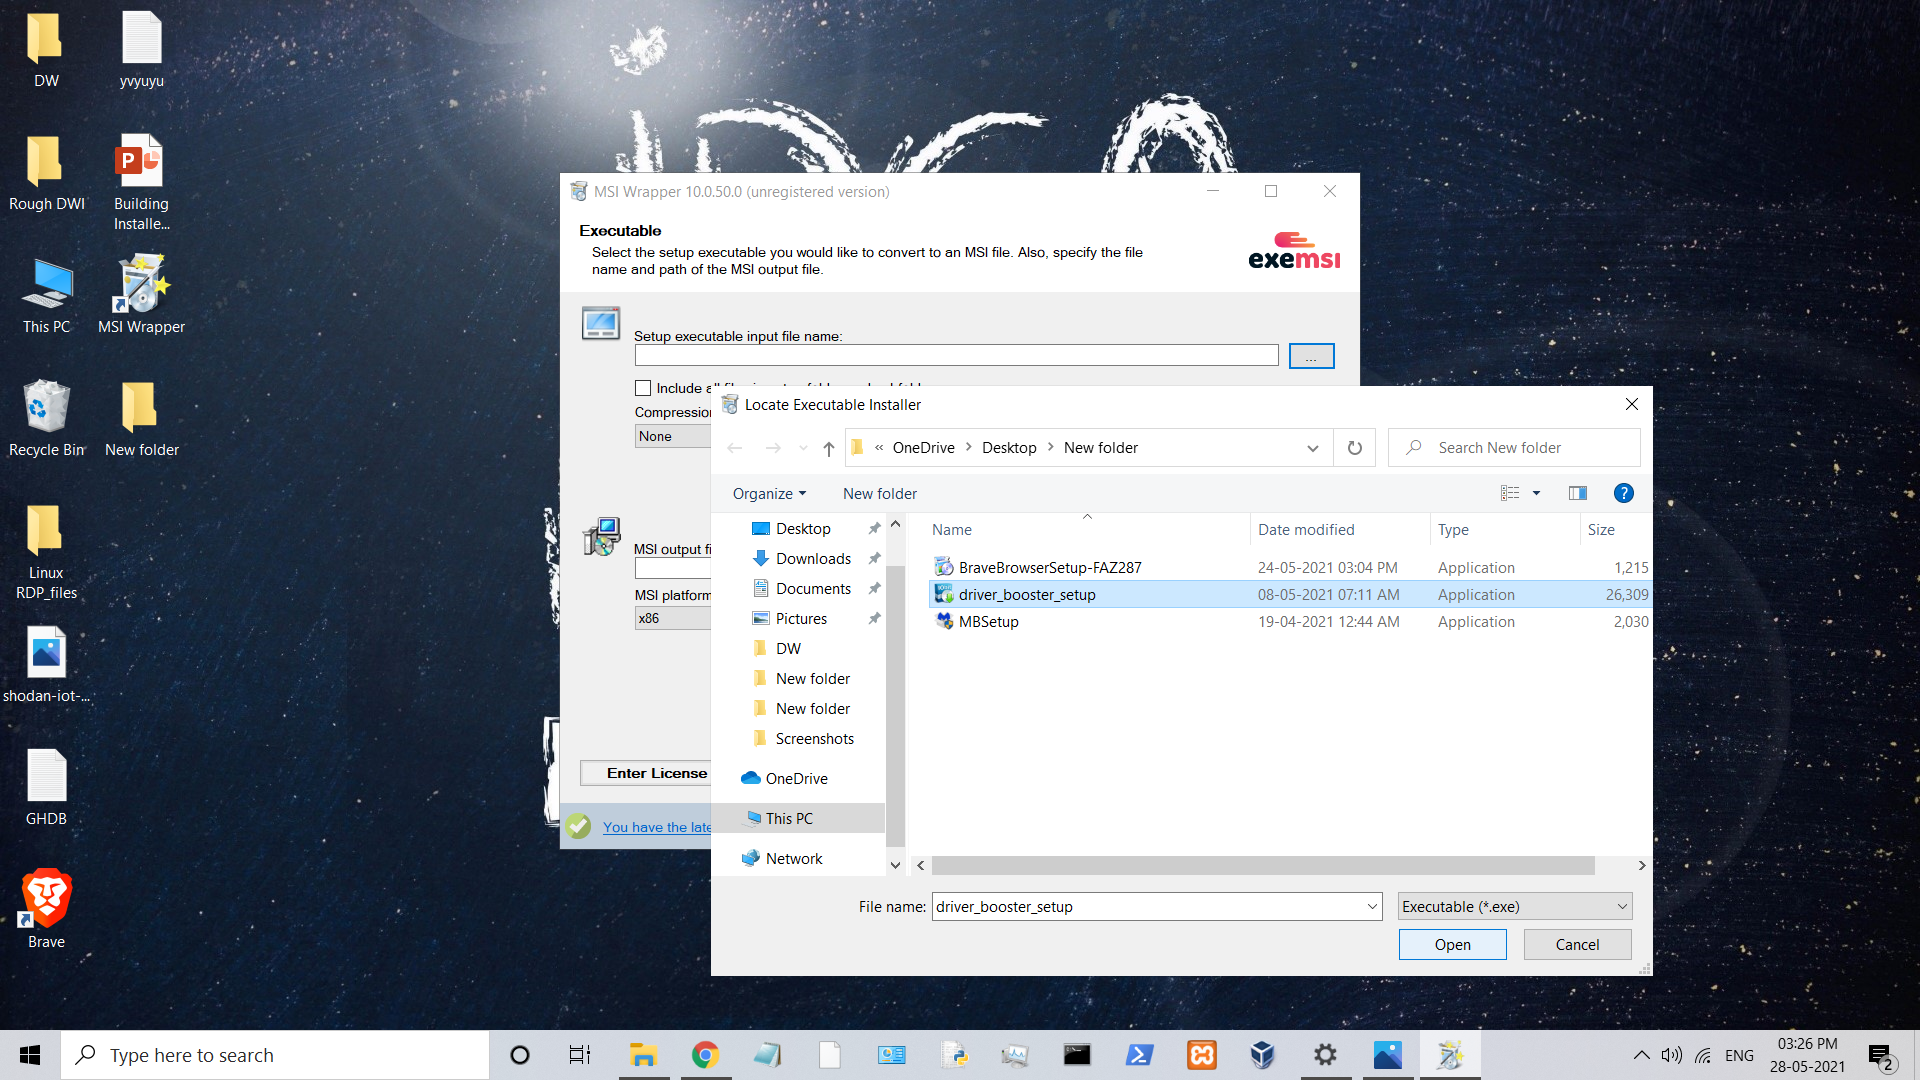 DW
yvyuyu
Rough DWI
Building
Installe...
This PC
MSI Wrapper
Recycle Bin
New folder
Linux
RDP_files
shodan-iot-...
GHDB
Brave
MSI Wrapper 10.0.50.0 (unregistered version)
Executable
Select the setup executable you would like to convert to an MSI file. Also, specify the file
name and path of the MSI output file.
exemsi
Setup executable input file name:
...
Include
Compression
None
MSI output fi
MSI platform
x86
Enter License
You have the late
Locate Executable Installer
« OneDrive > Desktop > New folder
Search New folder
Organize
New folder
?
Desktop
Downloads
Documents
Pictures
DW
New folder
New folder
Screenshots
OneDrive
This PC
Network
Name Date modified Type Size
BraveBrowserSetup-FAZ287 24-05-2021 03:04 PM Application 1,215
driver_booster_setup 08-05-2021 07:11 AM Application 26,309
MBSetup 19-04-2021 12:44 AM Application 2,030
File name: driver_booster_setup
Executable (*.exe)
Open
Cancel
Type here to search
ENG
03:26 PM
28-05-2021
2